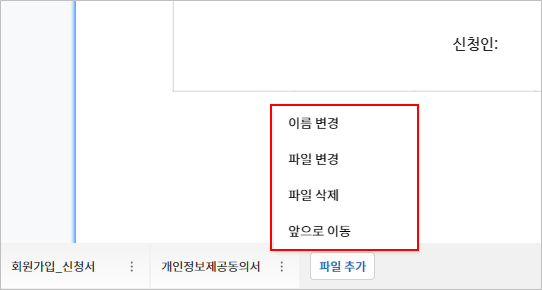 신청인:
이름 변경
파일 변경
파일 삭제
앞으로 이동
회원가입_신청서
개인정보제공동의서
파일 추가